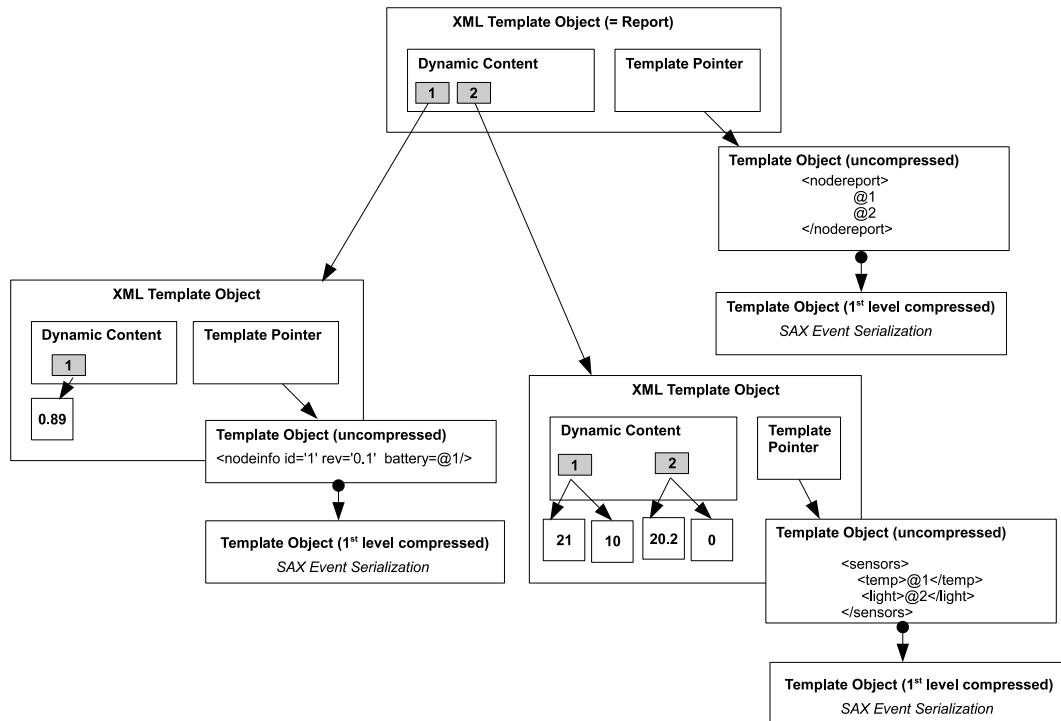 XML Template Object (= Report)
Dynamic Content
1
2
Template Pointer
Template Object (uncompressed)
<nodereport>
@1
@2
</nodereport>
Template Object (1st level compressed)
SAX Event Serialization
XML Template Object
Dynamic Content
1
0.89
Template Pointer
Template Object (uncompressed)
<nodeinfo id='1' rev='0.1' battery=@1/>
Template Object (1st level compressed)
SAX Event Serialization
XML Template Object
Dynamic Content
1
2
21
10
20.2
0
Template
Pointer
Template Object (uncompressed)
<sensors>
<temp>@1</temp>
<light>@2</light>
</sensors>
Template Object (1st level compressed)
SAX Event Serialization